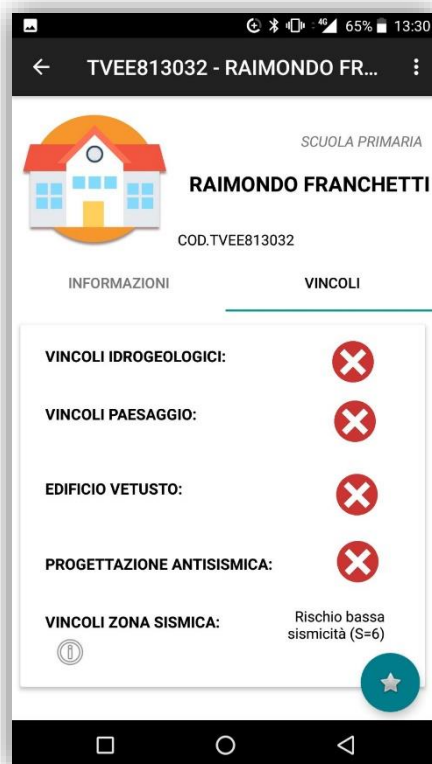 4G 65% 13:30
TVEE813032 - RAIMONDO FR...
SCUOLA PRIMARIA
RAIMONDO FRANCHETTI
COD.TVEE813032
INFORMAZIONI VINCOLI
VINCOLI IDROGEOLOGICI:
VINCOLI PAESAGGIO:
EDIFICIO VETUSTO:
PROGETTAZIONE ANTISISMICA:
VINCOLI ZONA SISMICA: Rischio bassa
sismicità (S=6)